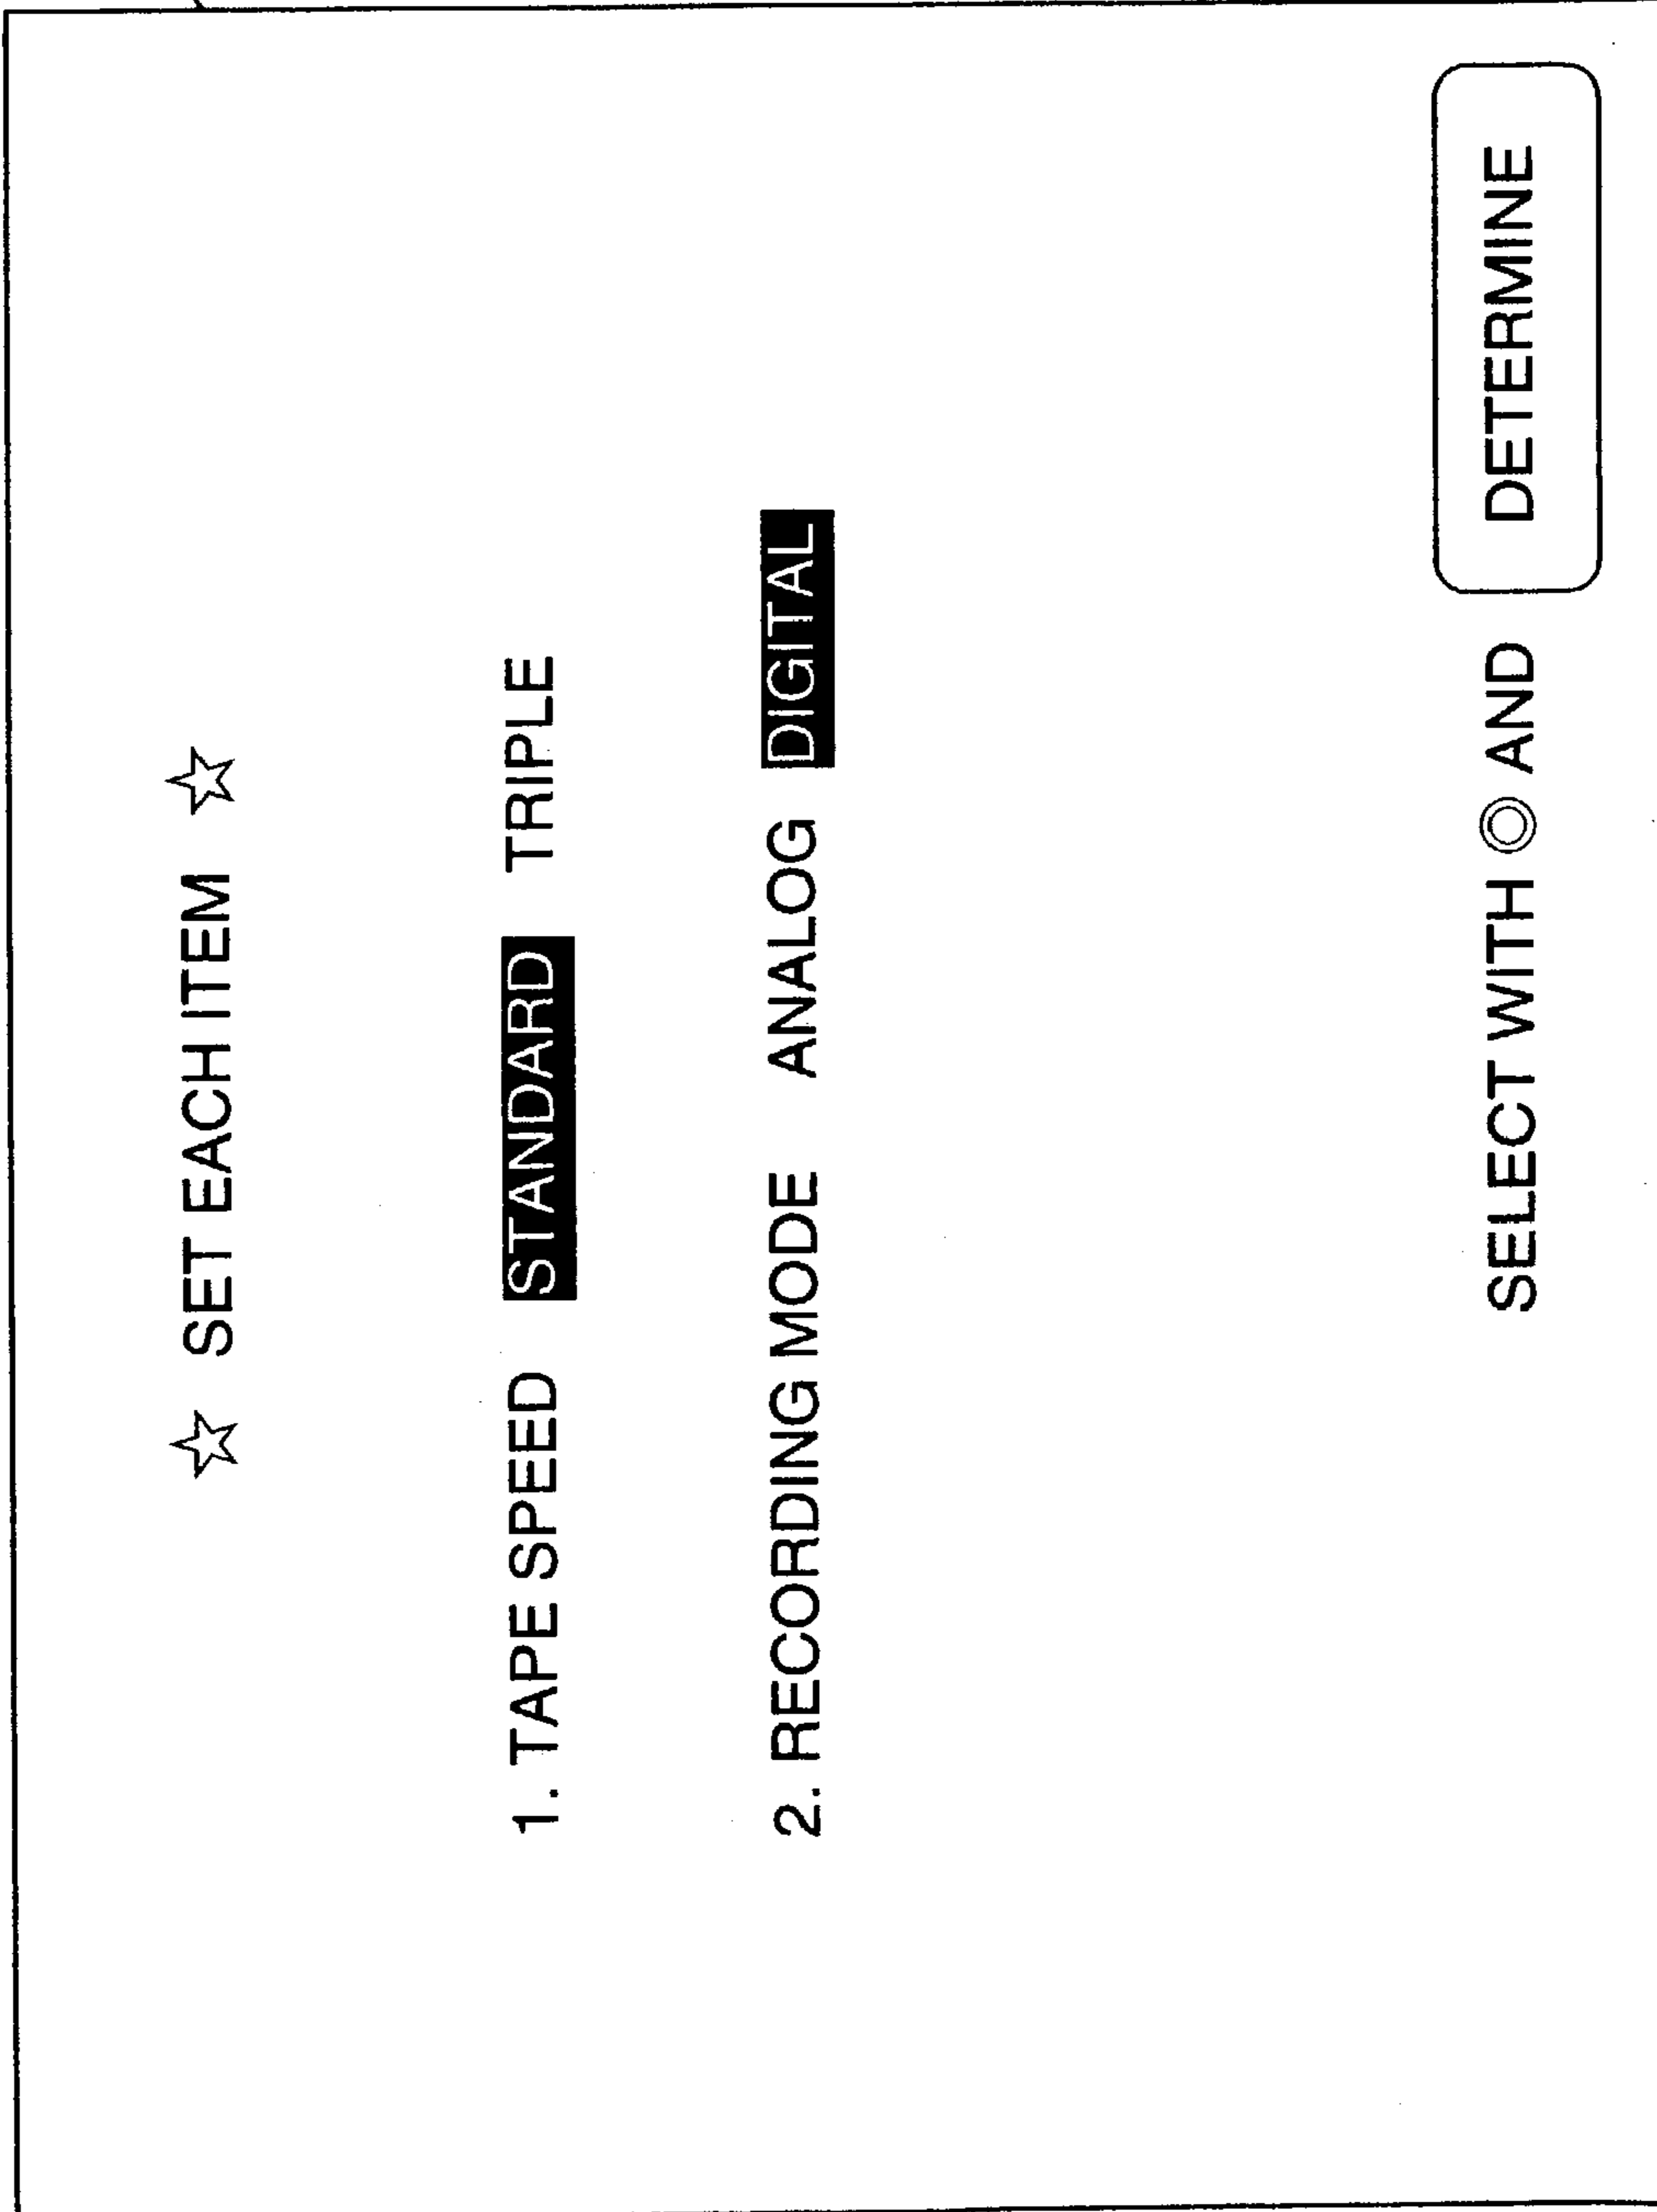 ☆ SET EACH ITEM ☆
1. TAPE SPEED STANDARD TRIPLE
2. RECORDING MODE ANALOG DIGITAL
SELECT WITH ◎ AND DETERMINE